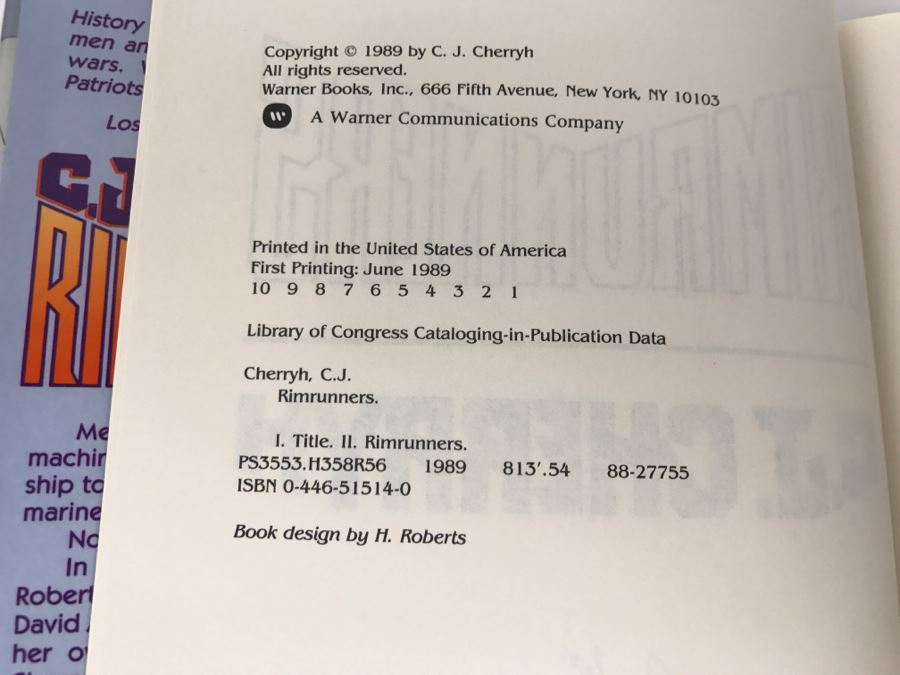 History
men an
wars.
Patriots
Los
C.J
RI
Me
machin
ship to
marine
No
In
Robert
David
her o
Copyright © 1989 by C. J. Cherryh
All rights reserved.
Warner Books, Inc., 666 Fifth Avenue, New York, NY 10103
A Warner Communications Company
Printed in the United States of America
First Printing: June 1989
10 9 8 7 6 5 4 3 2 1
Library of Congress Cataloging-in-Publication Data
Cherryh, C.J.
Rimrunners.
I. Title. II. Rimrunners.
PS3553.H358R56 1989 813'.54 88-27755
ISBN 0-446-51514-0
Book design by H. Roberts